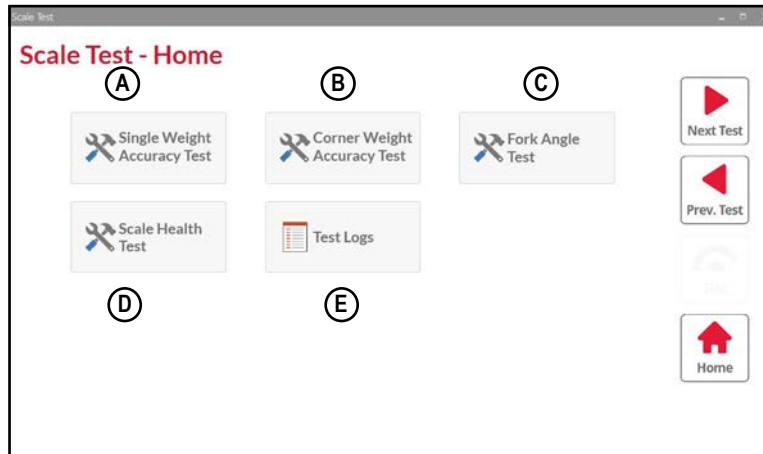 Scale Test
Scale Test - Home
A
B
C
Single Weight
Accuracy Test
Corner Weight
Accuracy Test
Fork Angle
Test
Scale Health
Test
Test Logs
D
E
Next Test
Prev. Test
Home